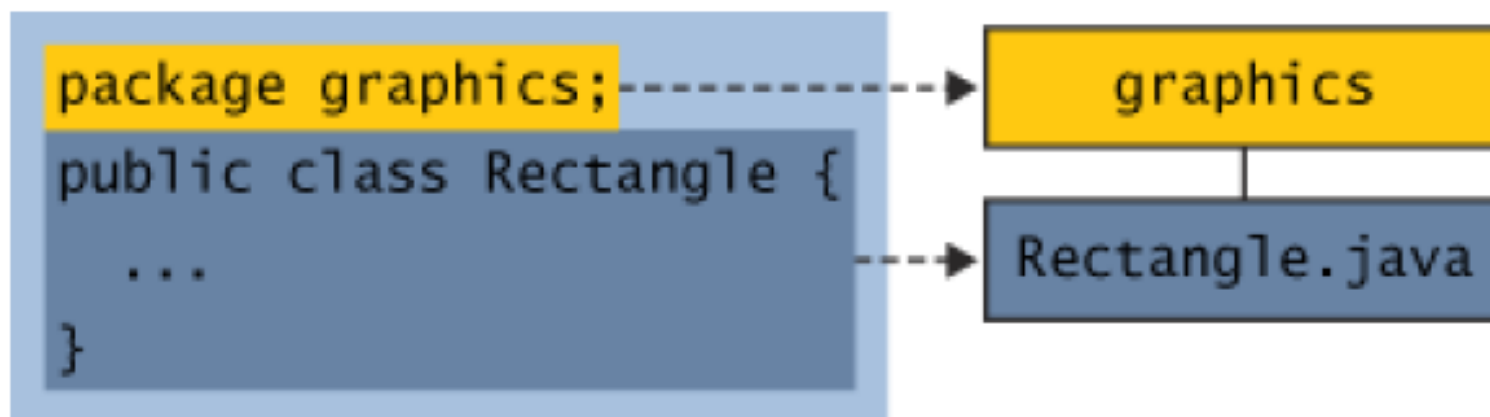 package graphics;
public class Rectangle {
...
}
graphics
Rectangle.java